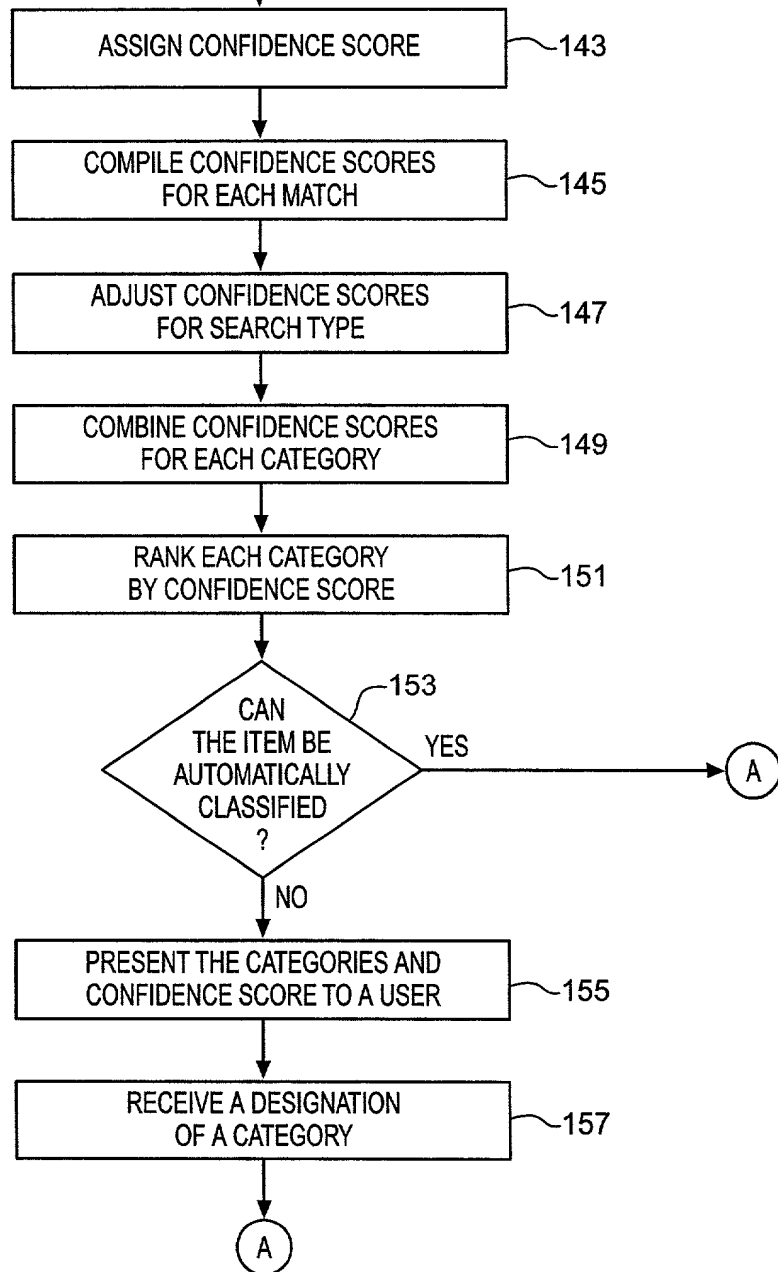 ASSIGN CONFIDENCE SCORE
143
COMPILE CONFIDENCE SCORES
FOR EACH MATCH
145
ADJUST CONFIDENCE SCORES
FOR SEARCH TYPE
147
COMBINE CONFIDENCE SCORES
FOR EACH CATEGORY
149
RANK EACH CATEGORY
BY CONFIDENCE SCORE
151
153
CAN
THE ITEM BE
AUTOMATICALLY
CLASSIFIED
?
YES
A
NO
PRESENT THE CATEGORIES AND
CONFIDENCE SCORE TO A USER
155
RECEIVE A DESIGNATION
OF A CATEGORY
157
A